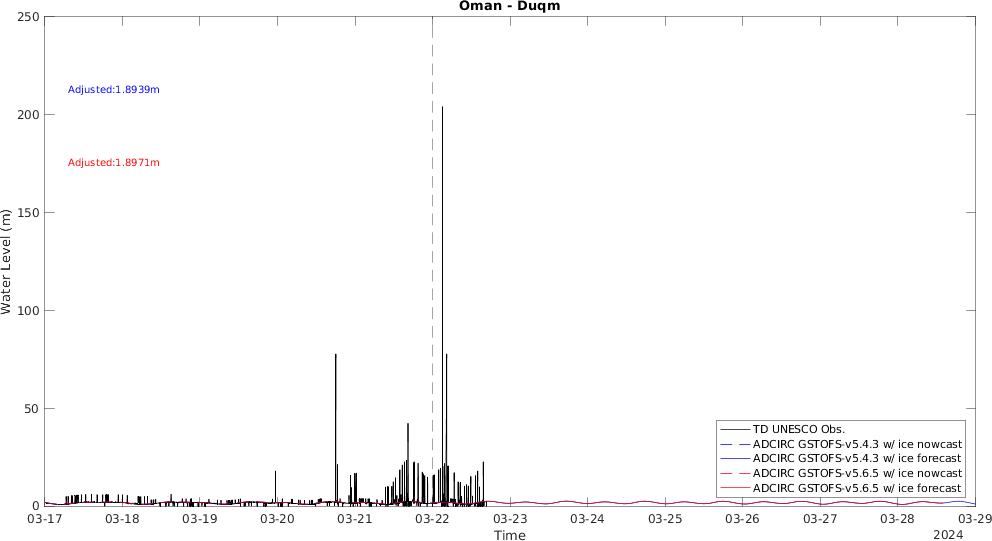 Oman - Duqm
250
200
150
100
50
0
Water Level (m)
Adjusted:1.8939m
Adjusted:1.8971m
TD UNESCO Obs.
ADCIRC GSTOFS-v5.4.3 w/ ice nowcast
ADCIRC GSTOFS-v5.4.3 w/ ice forecast
ADCIRC GSTOFS-v5.6.5 w/ ice nowcast
ADCIRC GSTOFS-v5.6.5 w/ ice forecast
03-17 03-18 03-19 03-20 03-21 03-22 03-23 03-24 03-25 03-26 03-27 03-28 03-29
Time
2024